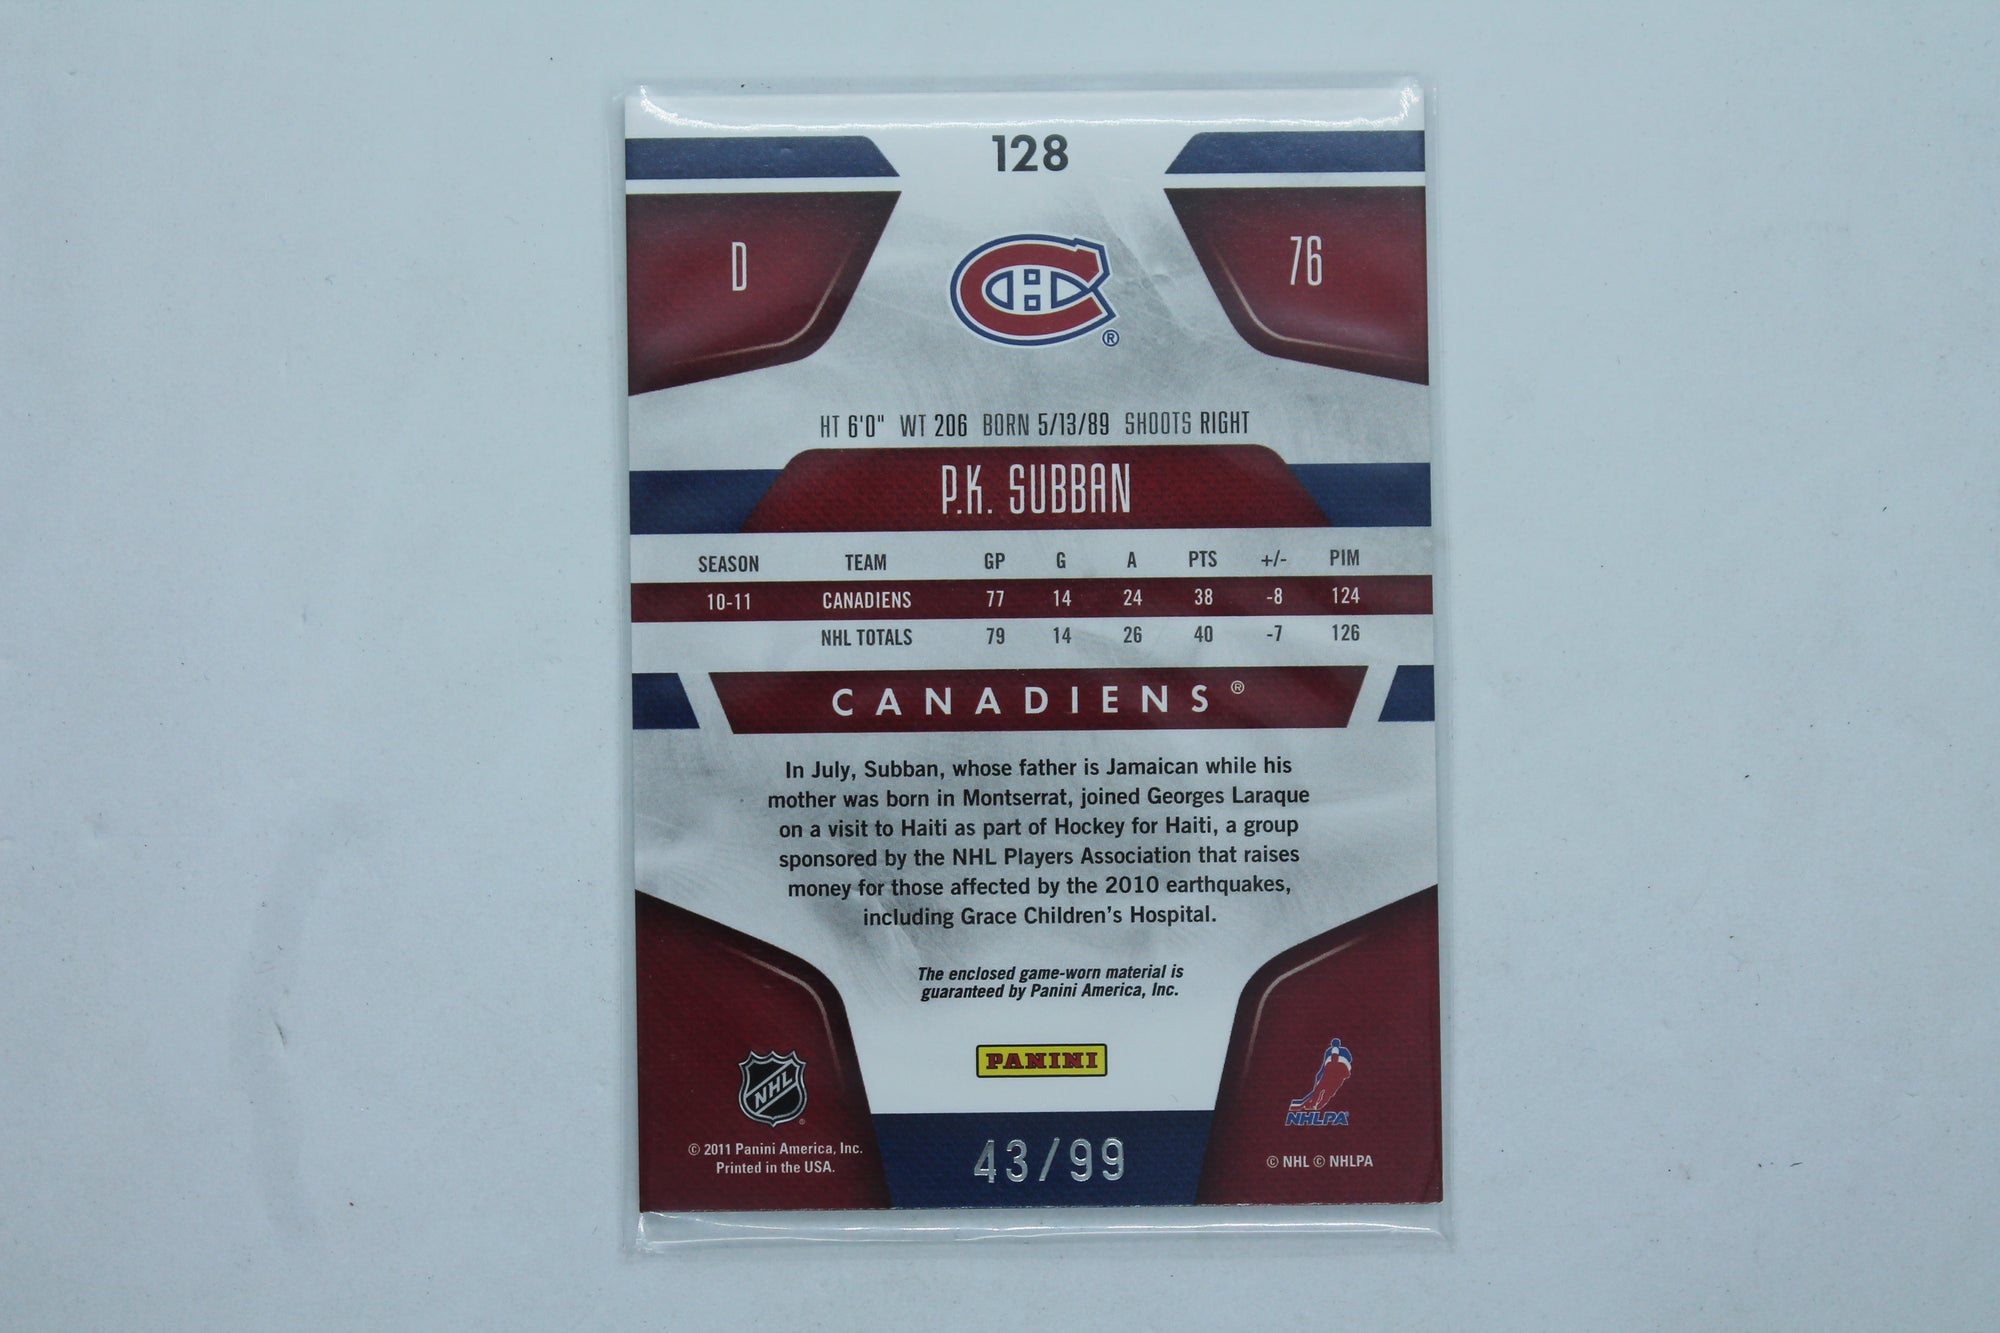 128
D
76
®
HT 6'0" WT 206 BORN 5/13/89 SHOOTS RIGHT
P.K. SUBBAN
SEASON TEAM GP G A PTS +/- PIM
10-11 CANADIENS 77 14 24 38 -8 124
NHL TOTALS 79 14 26 40 -7 126
CANADIENS®
In July, Subban, whose father is Jamaican while his
mother was born in Montserrat, joined Georges Laraque
on a visit to Haiti as part of Hockey for Haiti, a group
sponsored by the NHL Players Association that raises
money for those affected by the 2010 earthquakes,
including Grace Children's Hospital.
The enclosed game-worn material is
guaranteed by Panini America, Inc.
PANINI
NHL
NHLPA
© 2011 Panini America, Inc.
Printed in the USA.
43/99
© NHL © NHLPA